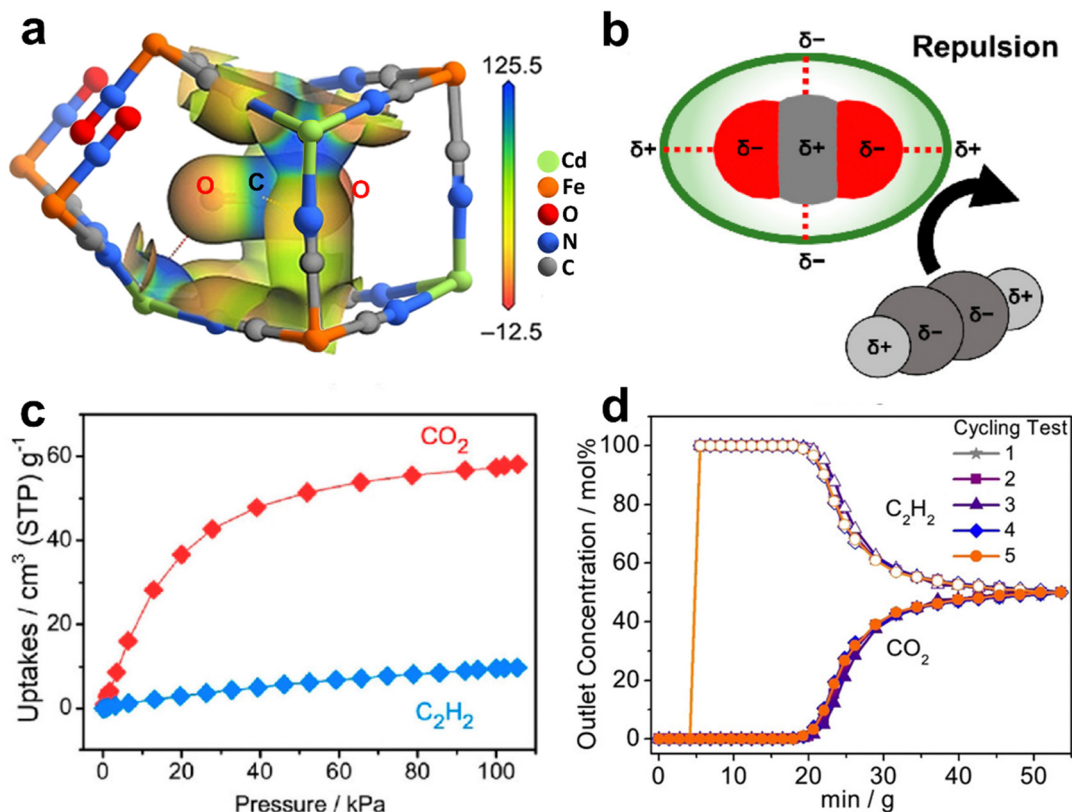 a
125.5
O
C
O
−12.5
Cd
Fe
O
N
C
b
δ−
Repulsion
δ+
δ−
δ+
δ−
δ+
δ−
δ+
δ−
δ−
δ+
c
Uptakes / cm³ (STP) g⁻¹
60
40
20
0
CO₂
C₂H₂
0 20 40 60 80 100
Pressure / kPa
d
Outlet Concentration / mol%
100
80
60
40
20
0
Cycling Test
1
2
3
4
5
C₂H₂
CO₂
0 10 20 30 40 50
min / g